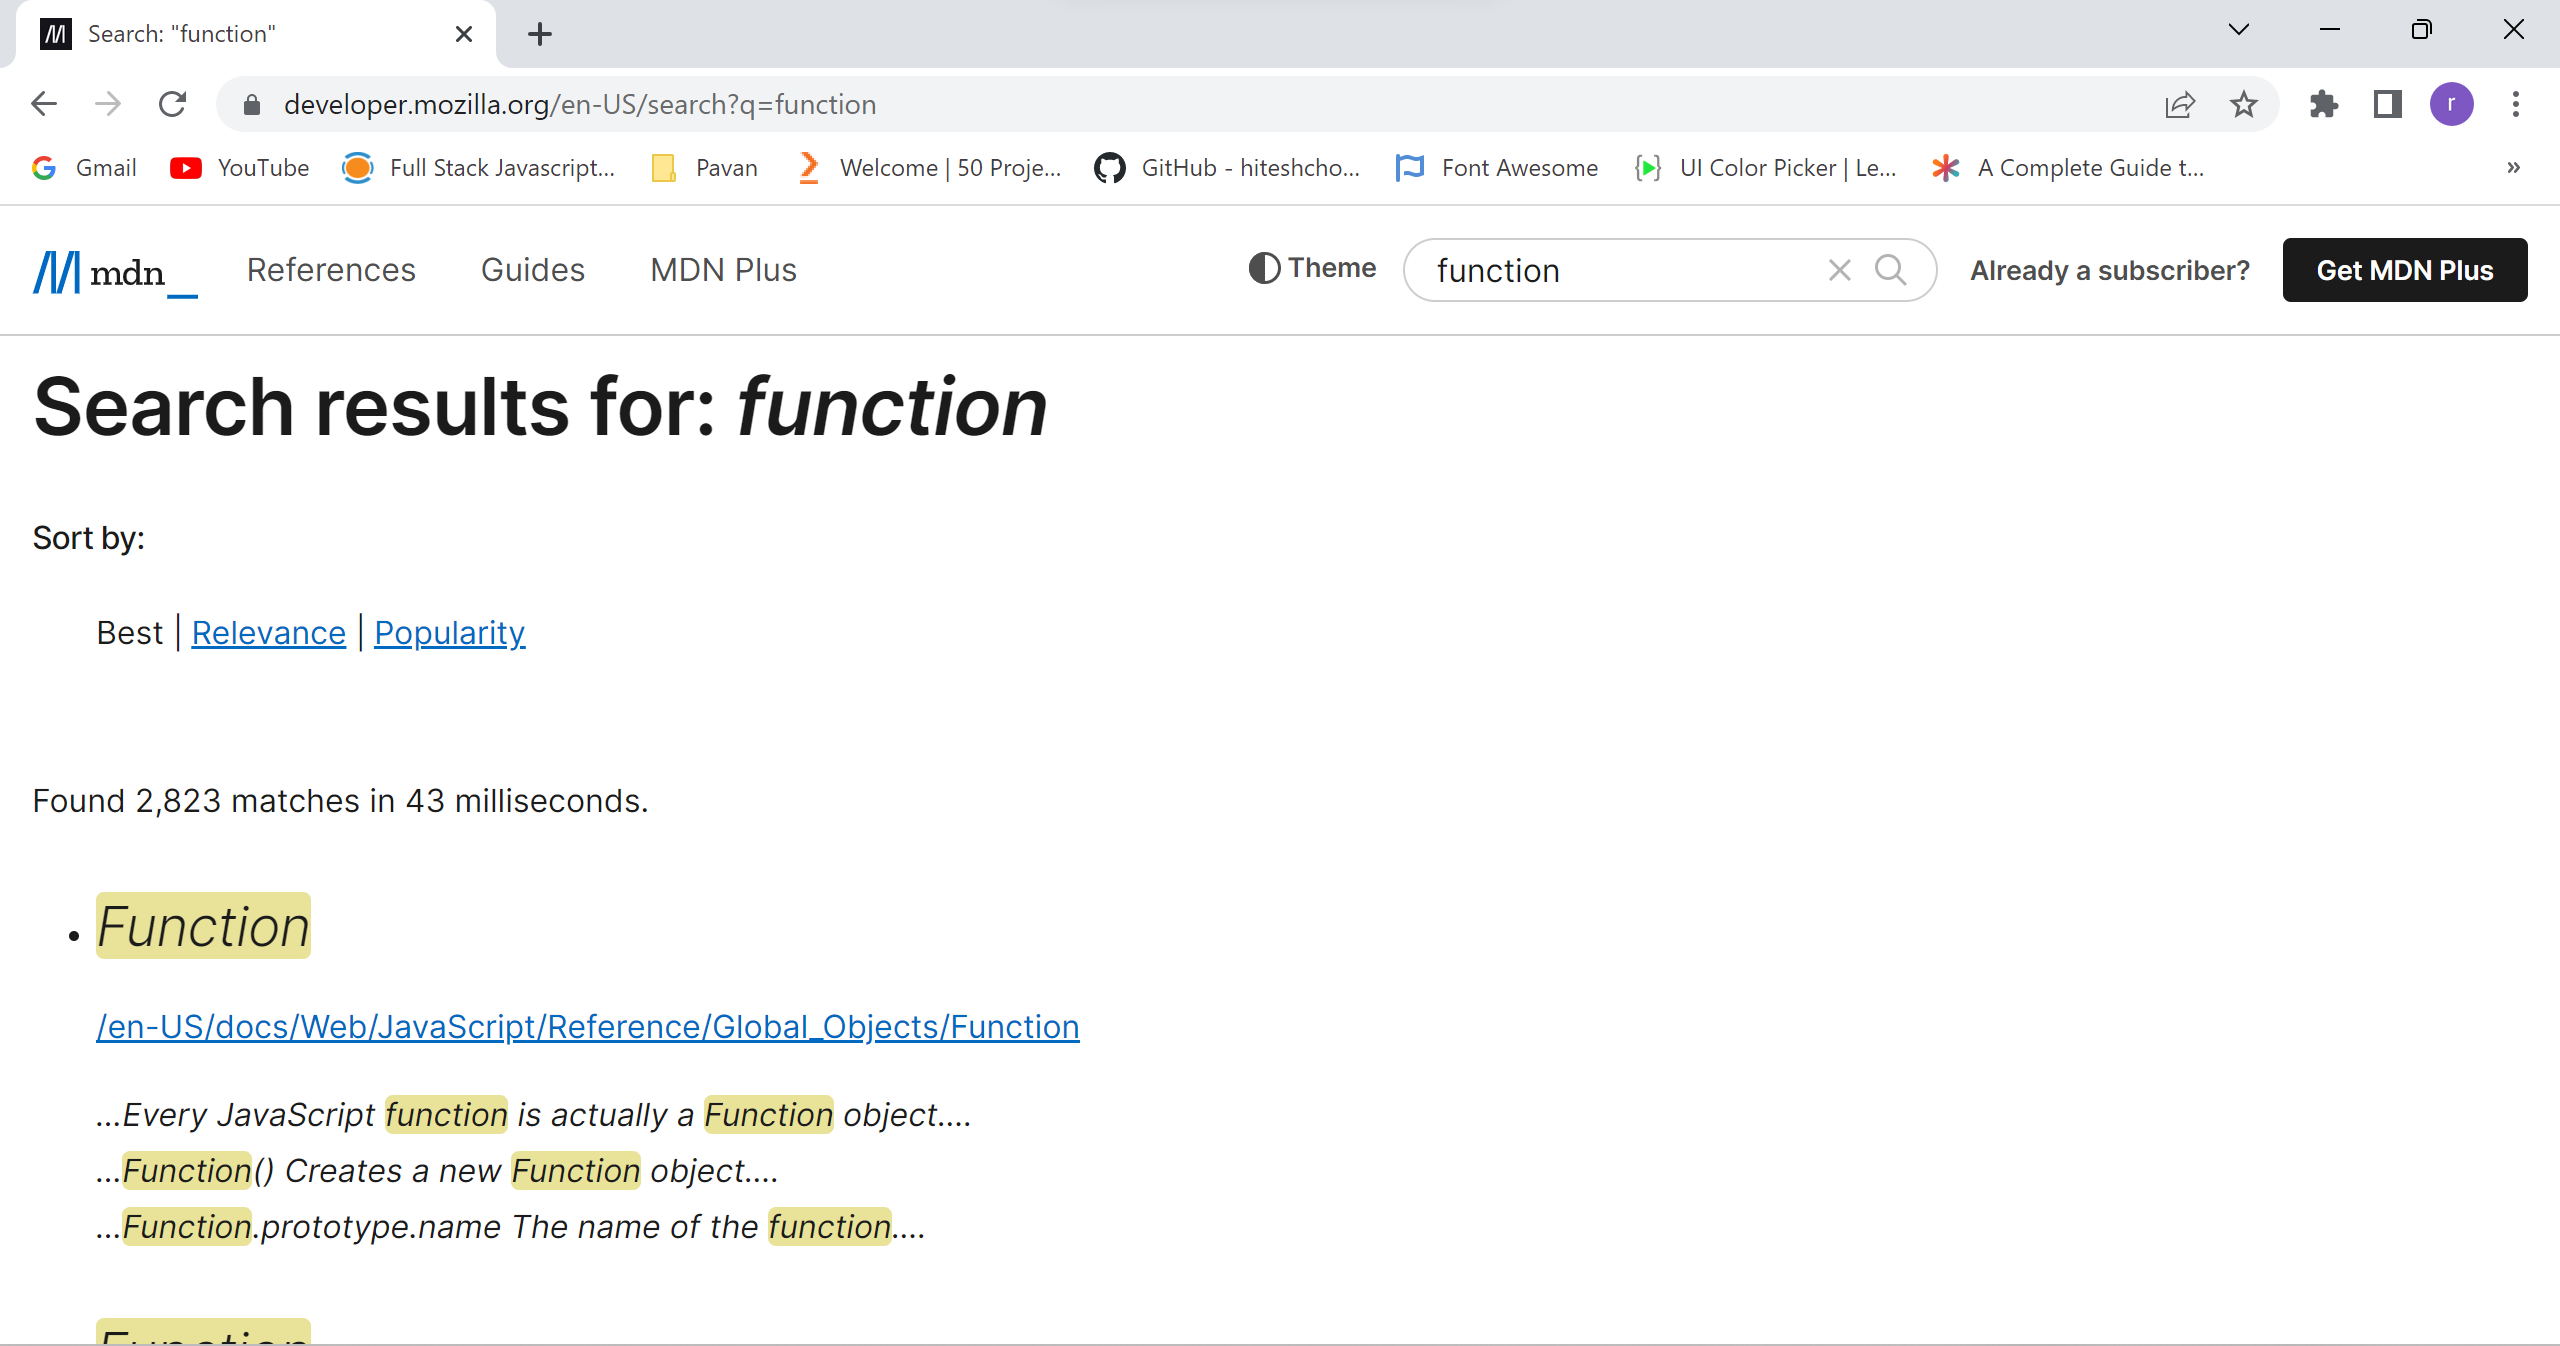 Search: "function"
developer.mozilla.org/en-US/search?q=function
Gmail YouTube Full Stack Javascript... Pavan Welcome | 50 Proje... GitHub - hiteshcho... Font Awesome UI Color Picker | Le... A Complete Guide t... »
r
mdn_ References Guides MDN Plus Theme function Already a subscriber? Get MDN Plus
Search results for: function
Sort by:
Best | Relevance | Popularity
Found 2,823 matches in 43 milliseconds.
• Function
/en-US/docs/Web/JavaScript/Reference/Global_Objects/Function
...Every JavaScript function is actually a Function object....
...Function() Creates a new Function object....
...Function.prototype.name The name of the function....
Function